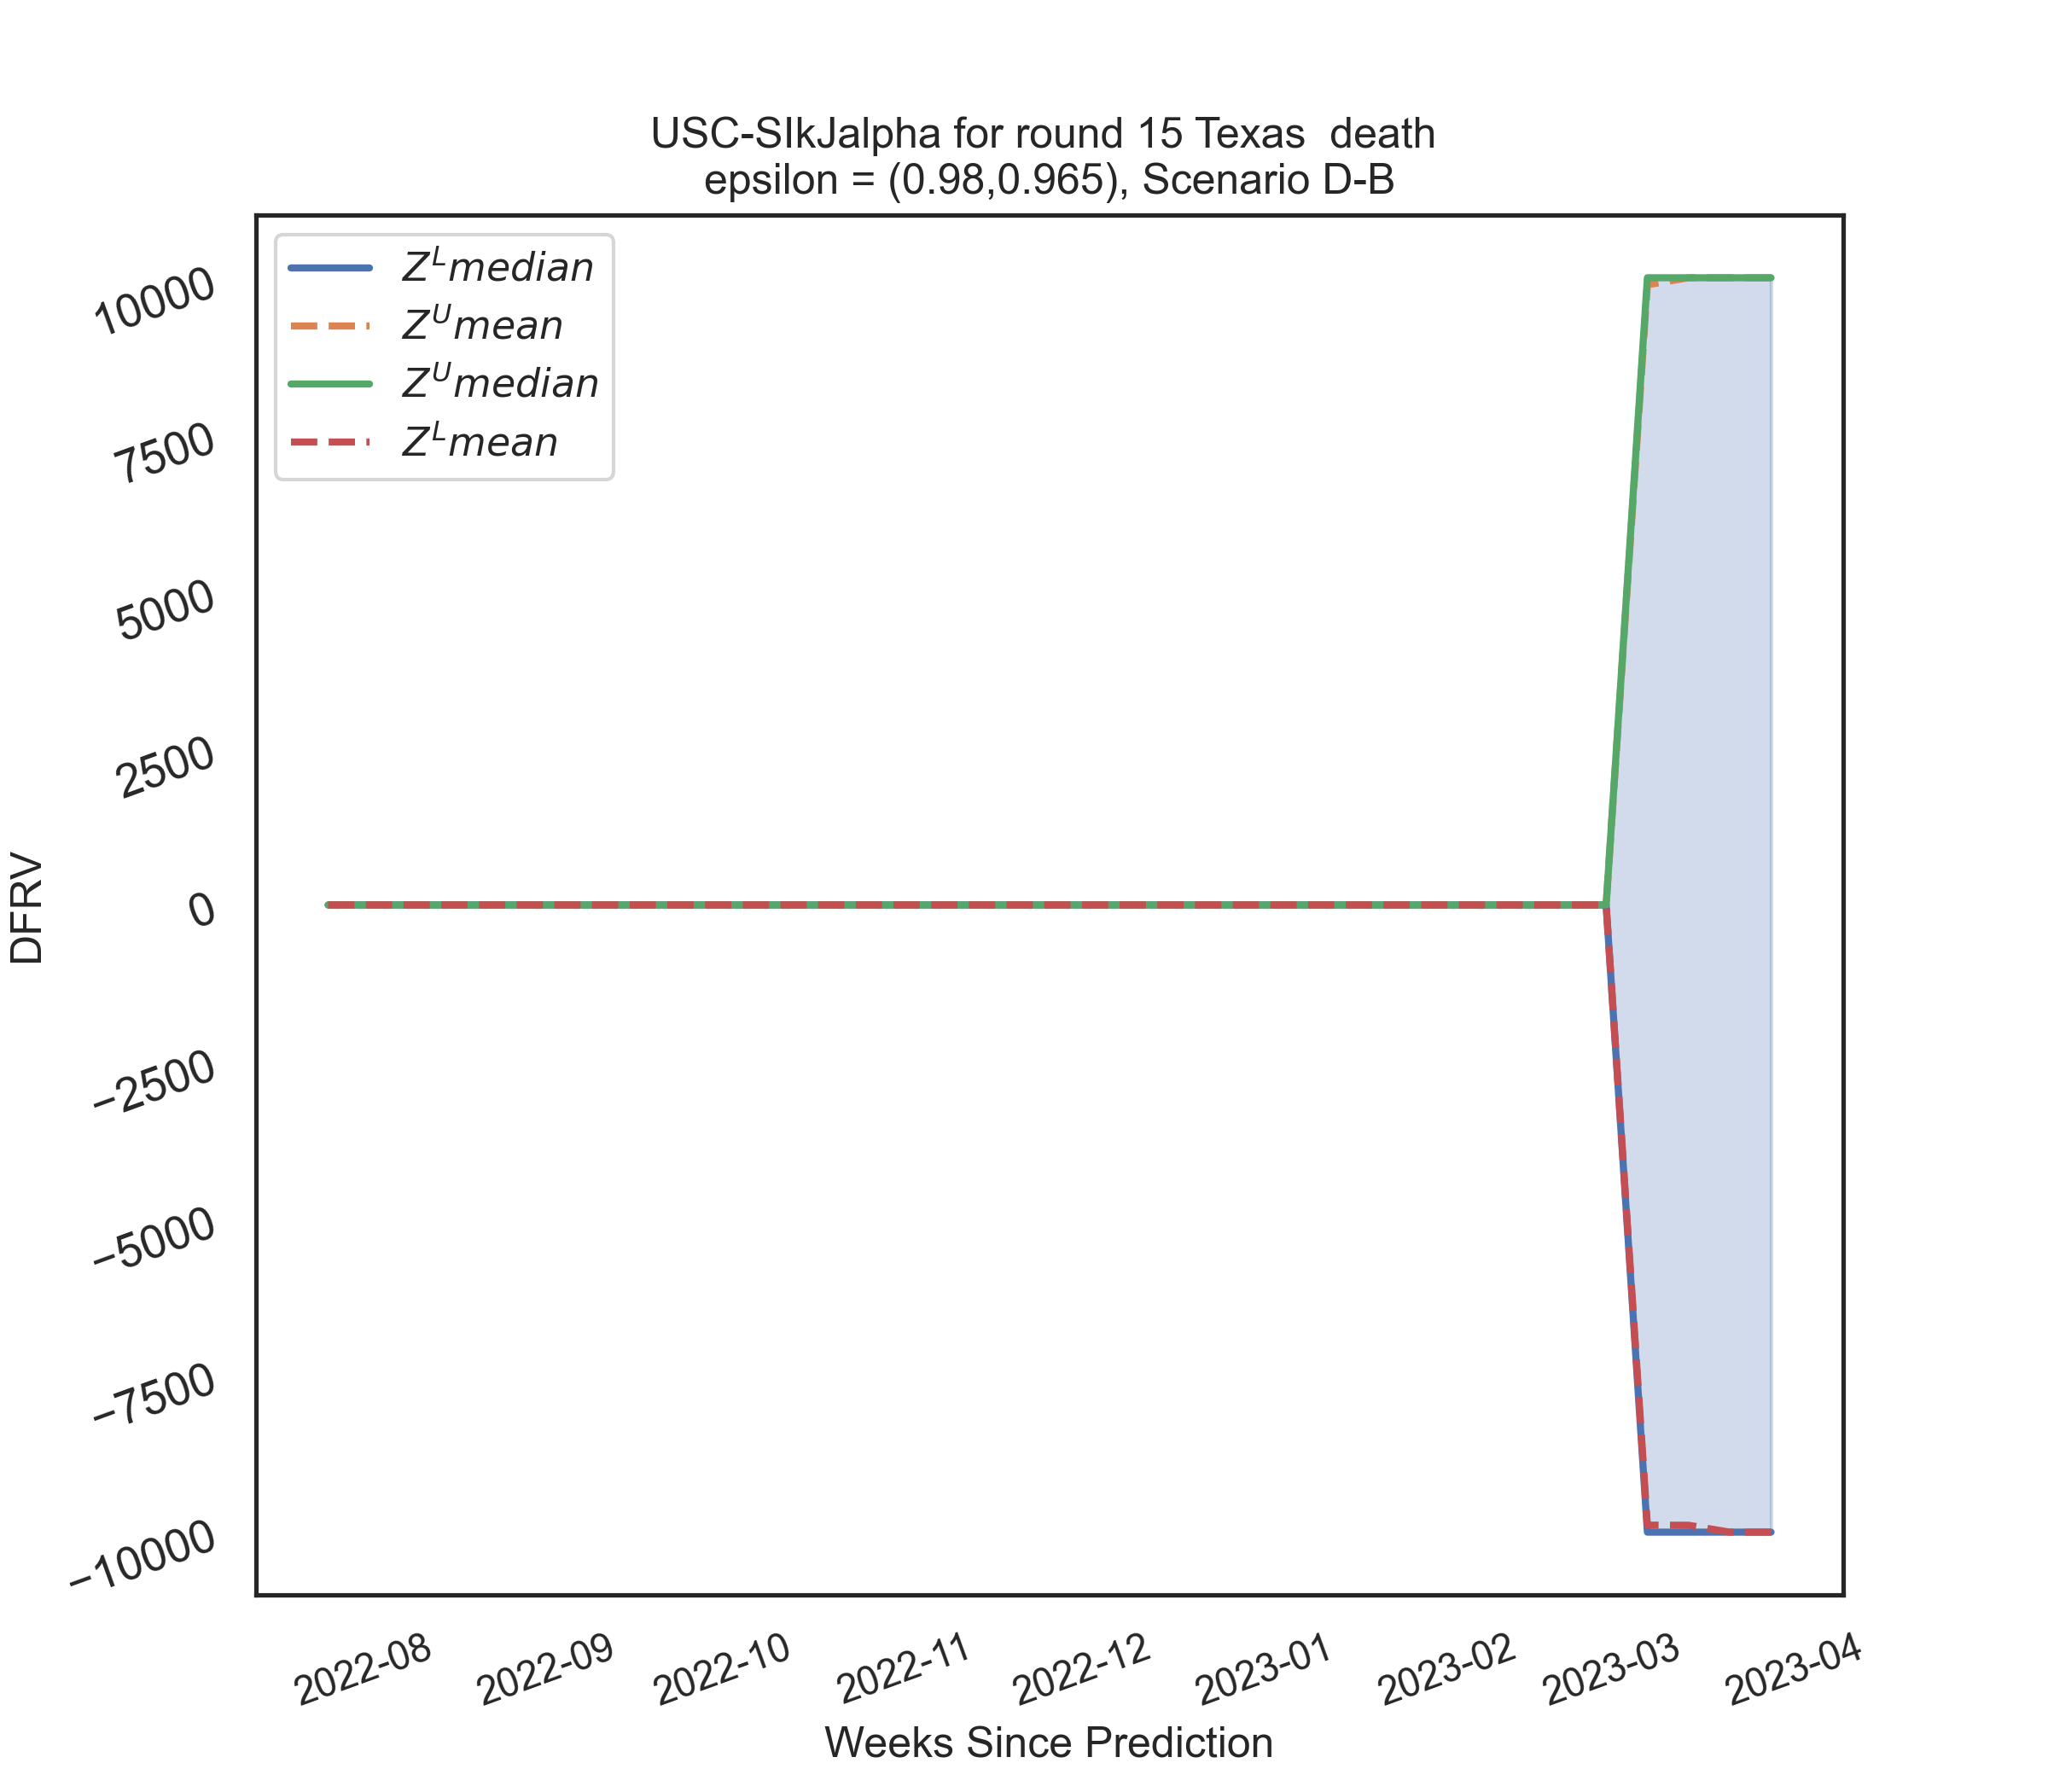 USC-SIkJalpha for round 15 Texas  death
epsilon = (0.98,0.965), Scenario D-B
Z^L median
Z^U mean
Z^U median
Z^L mean
10000
7500
5000
2500
0
−2500
−5000
−7500
−10000
DFRV
2022-08
2022-09
2022-10
2022-11
2022-12
2023-01
2023-02
2023-03
2023-04
Weeks Since Prediction